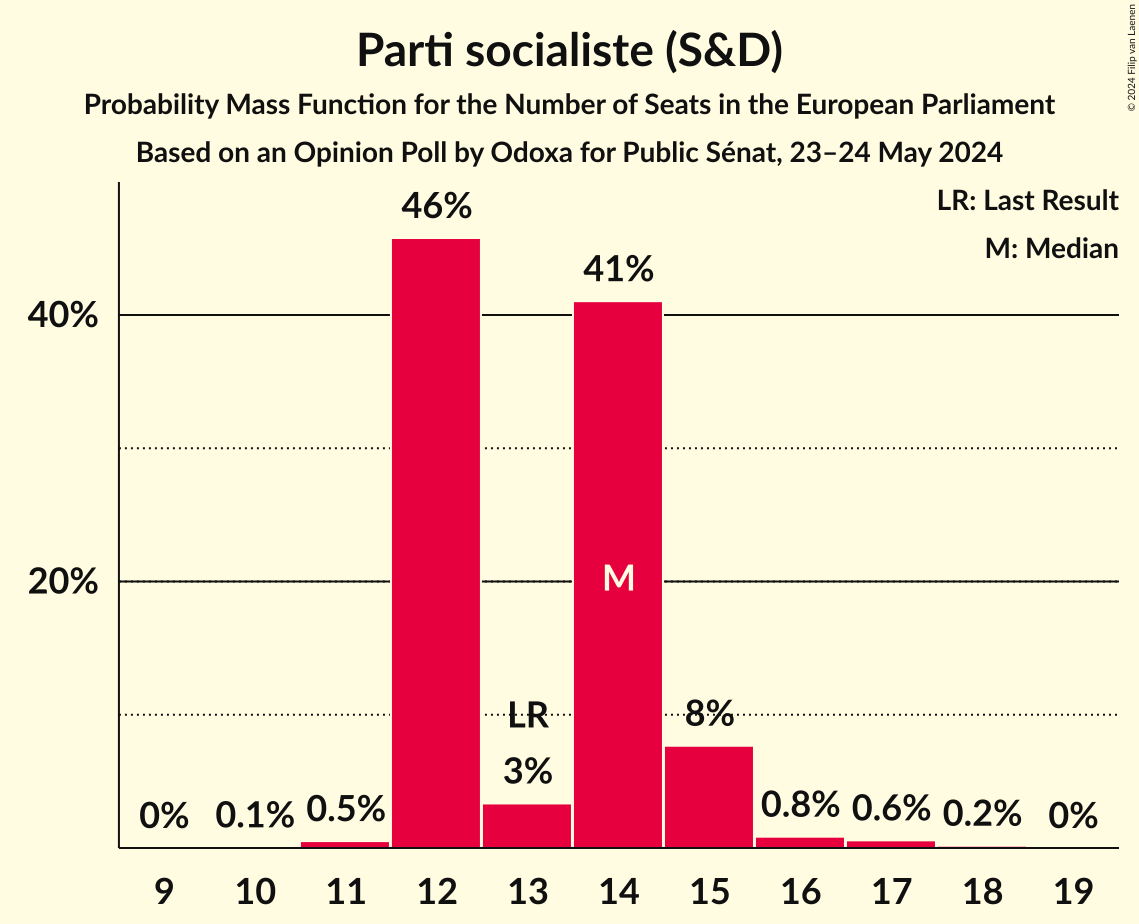 Parti socialiste (S&D)
Probability Mass Function for the Number of Seats in the European Parliament
Based on an Opinion Poll by Odoxa for Public Sénat, 23–24 May 2024
© 2024 Filip van Laenen
LR: Last Result
M: Median
46%
41%
40%
20%
M
LR
8%
3%
0% 0.1% 0.5% 0.8% 0.6% 0.2% 0%
9 10 11 12 13 14 15 16 17 18 19